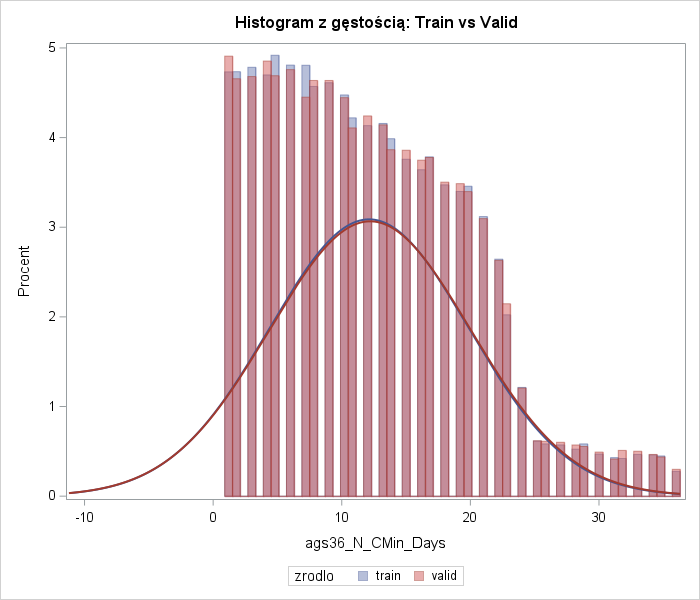 Histogram z gęstością: Train vs Valid
Procent
5
4
3
2
1
0
-10 0 10 20 30
ags36_N_CMin_Days
zrodlo train valid